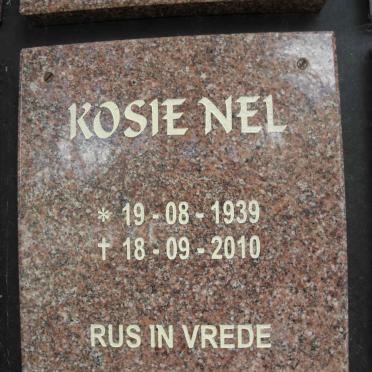 KOSIE NEL
* 19 - 08 - 1939
† 18 - 09 - 2010
RUS IN VREDE